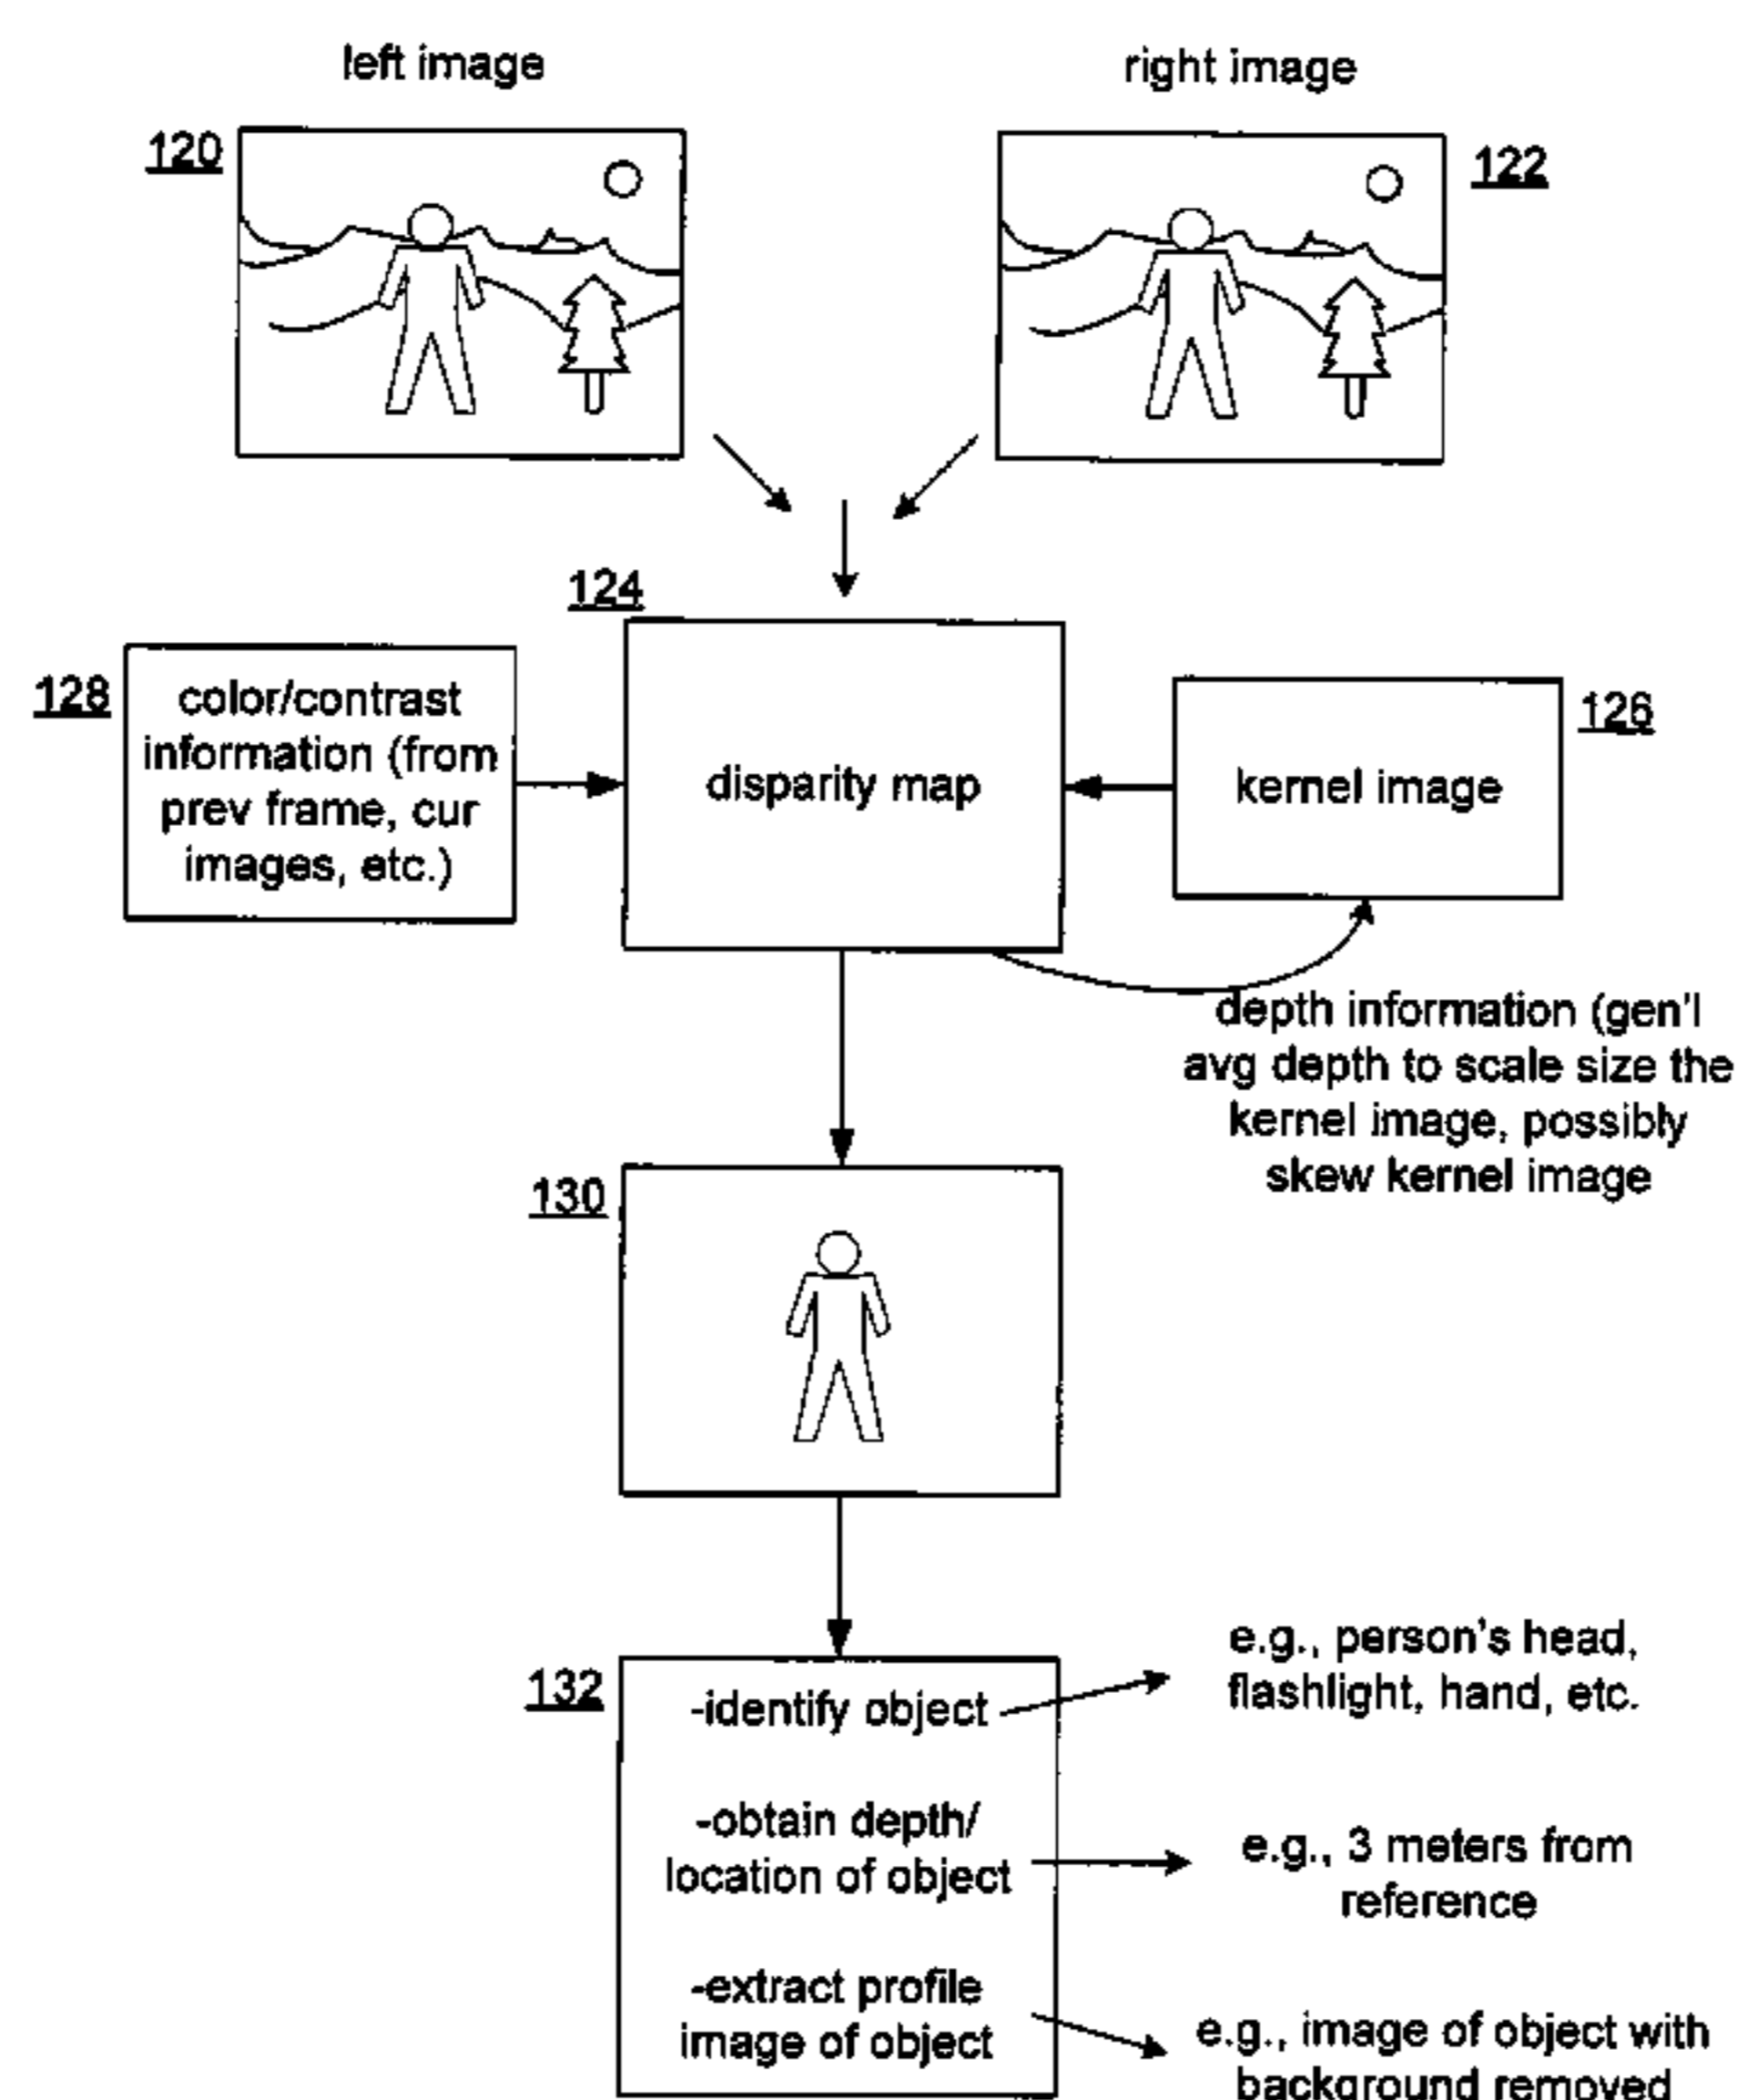 left image
right image
120
122
124
128
color/contrast
information (from
prev frame, cur
images, etc.)
disparity map
kernel image
126
depth information (gen'l
avg depth to scale size the
kernel image, possibly
skew kernel image
130
132
-identify object
e.g., person's head,
flashlight, hand, etc.
-obtain depth/
location of object
e.g., 3 meters from
reference
-extract profile
image of object
e.g., image of object with
background removed